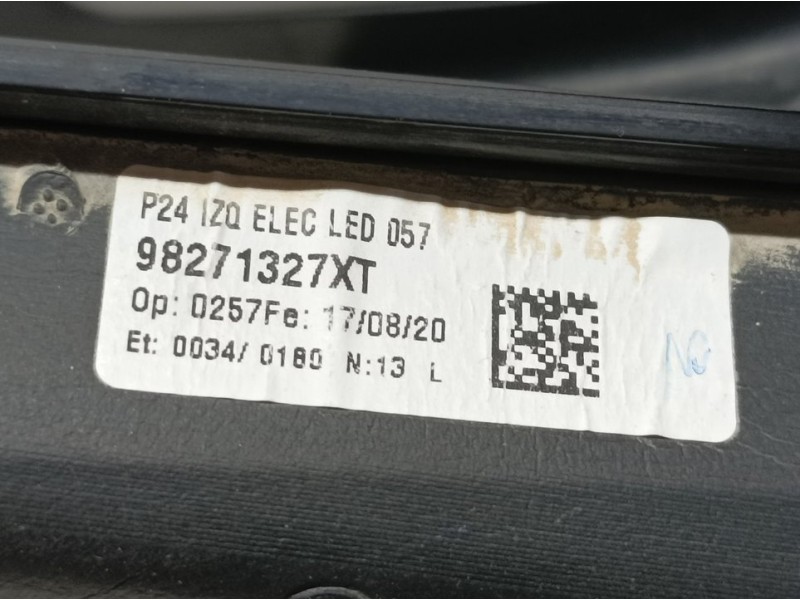 P24 IZQ ELEC LED 057
98271327XT
Op: 0257Fe: 17/08/20
Et: 0034/ 0180 N:13 L